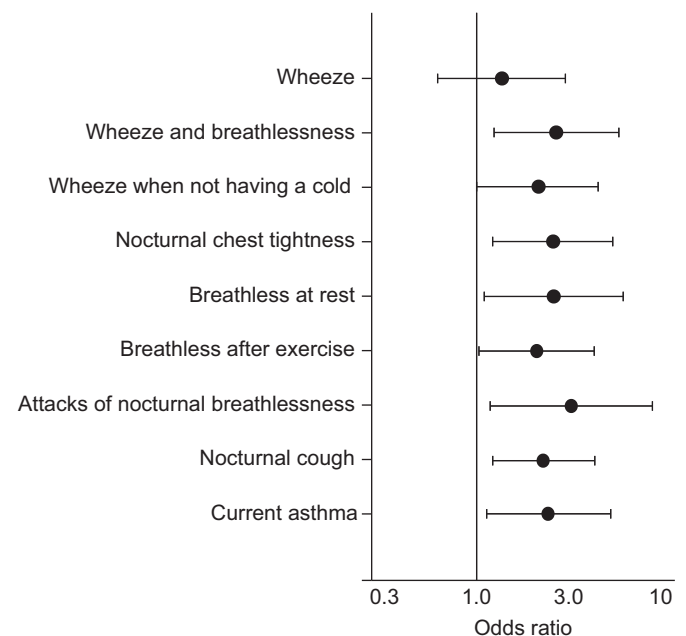 Wheeze
Wheeze and breathlessness
Wheeze when not having a cold
Nocturnal chest tightness
Breathless at rest
Breathless after exercise
Attacks of nocturnal breathlessness
Nocturnal cough
Current asthma
0.3 1.0 3.0 10
Odds ratio